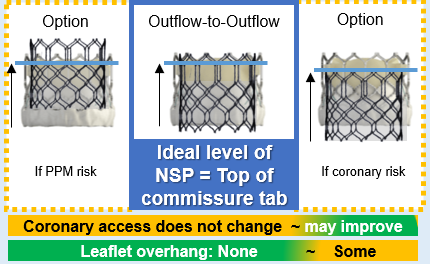 Option
Outflow-to-Outflow
Option
If PPM risk
Ideal level of
NSP = Top of
commissure tab
If coronary risk
Coronary access does not change ~ may improve
Leaflet overhang: None ~ Some